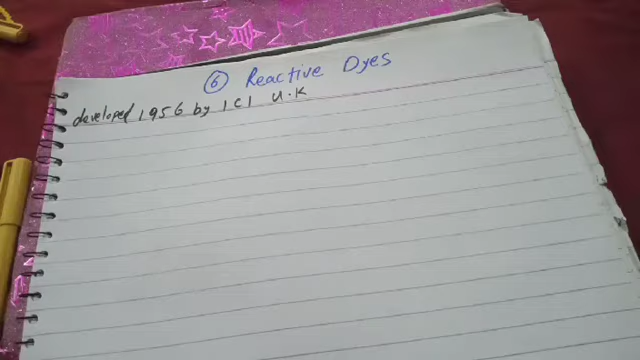 ⑥ Reactive Dyes
developed 1956 by ICI U.K